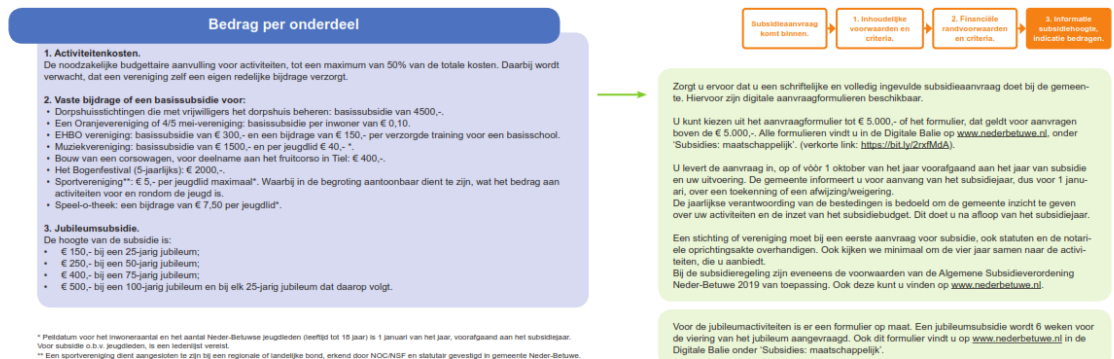 Bedrag per onderdeel
1. Activiteitenkosten.
De noodzakelijke budgettaire aanvulling voor activiteiten, tot een maximum van 50% van de totale kosten. Daarbij wordt
verwacht, dat een vereniging zelf een eigen redelijke bijdrage verzorgt.
2. Vaste bijdrage of een basissubsidie voor:
• Dorpshuisstichtingen die met vrijwilligers het dorpshuis beheren: basissubsidie van 4500,-.
• Een Oranjevereniging of 4/5 mei-vereniging: basissubsidie per inwoner van € 0,10.
• EHBO vereniging: basissubsidie van € 300,- en een bijdrage van € 150,- per verzorgde training voor een basisschool.
• Muziekvereniging: basissubsidie van € 1500,- en per jeugdlid € 40,- *.
• Bouw van een corsowagen, voor deelname aan het fruitcorso in Tiel: € 400,-.
• Het Bogenfestival (5-jaarlijks): € 2000,-.
• Sportvereniging**: € 5,- per jeugdlid maximaal*. Waarbij in de begroting aantoonbaar dient te zijn, wat het bedrag aan
activiteiten voor en rondom de jeugd is.
• Speel-o-theek: een bijdrage van € 7,50 per jeugdlid*.
3. Jubileumsubsidie.
De hoogte van de subsidie is:
• € 150,- bij een 25-jarig jubileum;
• € 250,- bij een 50-jarig jubileum;
• € 400,- bij een 75-jarig jubileum;
• € 500,- bij een 100-jarig jubileum en bij elk 25-jarig jubileum dat daarop volgt.
* Peildatum voor het inwoneraantal en het aantal Neder-Betuwse jeugdleden (leeftijd tot 18 jaar) is 1 januari van het jaar, voorafgaand aan het subsidiejaar.
Voor subsidie o.b.v. jeugdleden, is een ledenlijst vereist.
** Een sportvereniging dient aangesloten te zijn bij een regionale of landelijke bond, erkend door NOC/NSF en statutair gevestigd in gemeente Neder-Betuwe.
Subsidieaanvraag
komt binnen.
1. Inhoudelijke
voorwaarden en
criteria.
2. Financiële
randvoorwaarden
en criteria.
3. Informatie
subsidiehoogte,
indicatie bedragen.
Zorgt u ervoor dat u een schriftelijke en volledig ingevulde subsidieaanvraag doet bij de gemeen-
te. Hiervoor zijn digitale aanvraagformulieren beschikbaar.
U kunt kiezen uit het aanvraagformulier tot € 5.000,- of het formulier, dat geldt voor aanvragen
boven de € 5.000,-. Alle formulieren vindt u in de Digitale Balie op www.nederbetuwe.nl, onder
‘Subsidies: maatschappelijk’. (verkorte link: https://bit.ly/2rxfMdA).
U levert de aanvraag in, op of vóór 1 oktober van het jaar voorafgaand aan het jaar van subsidie
en uw uitvoering. De gemeente informeert u voor aanvang van het subsidiejaar, dus voor 1 janu-
ari, over een toekenning of een afwijzing/weigering.
De jaarlijkse verantwoording van de bestedingen is bedoeld om de gemeente inzicht te geven
over uw activiteiten en de inzet van het subsidiebudget. Dit doet u na afloop van het subsidiejaar.
Een stichting of vereniging moet bij een eerste aanvraag voor subsidie, ook statuten en de notari-
ele oprichtingsakte overhandigen. Ook kijken we minimaal om de vier jaar samen naar de activi-
teiten, die u aanbiedt.
Bij de subsidieregeling zijn eveneens de voorwaarden van de Algemene Subsidieverordening
Neder-Betuwe 2019 van toepassing. Ook deze kunt u vinden op www.nederbetuwe.nl.
Voor de jubileumactiviteiten is er een formulier op maat. Een jubileumsubsidie wordt 6 weken voor
de viering van het jubileum aangevraagd. Ook dit formulier vindt u op www.nederbetuwe.nl in de
Digitale Balie onder ‘Subsidies: maatschappelijk’.